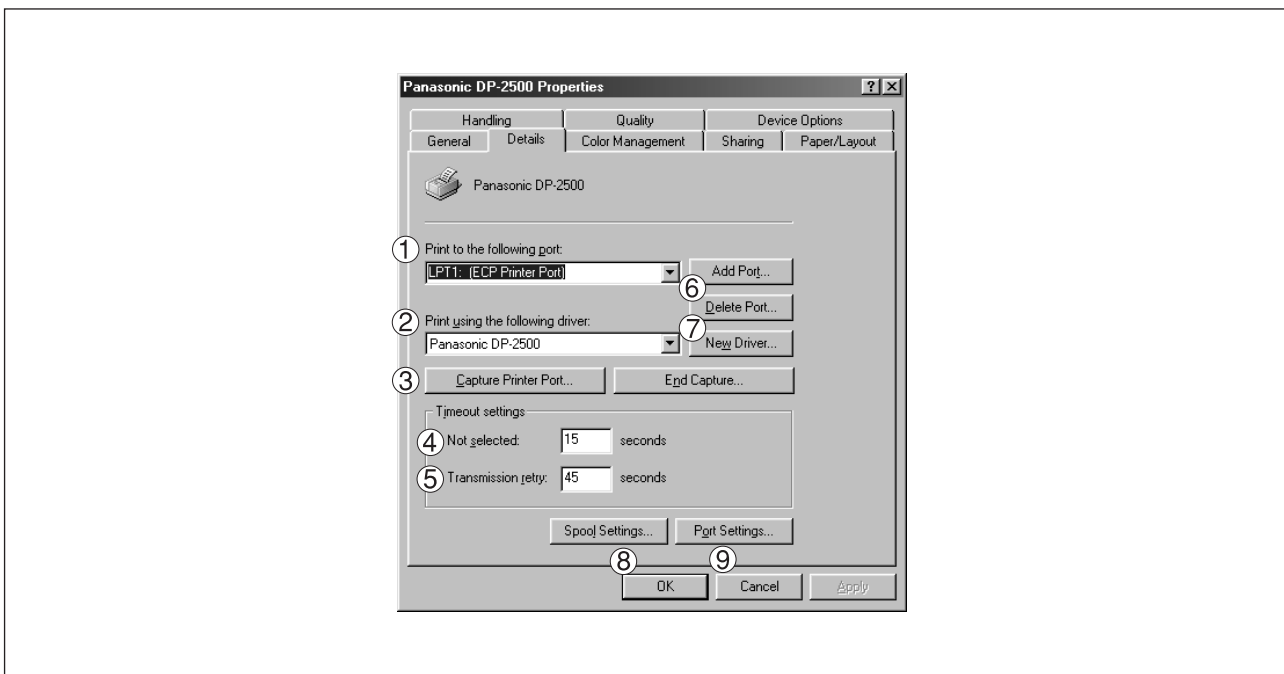 Panasonic DP-2500 Properties
Handling Quality Device Options
General Details Color Management Sharing Paper/Layout
Panasonic DP-2500
① Print to the following port:
LPT1: (ECP Printer Port) Add Port...
⑥
Delete Port...
② Print using the following driver:
⑦
Panasonic DP-2500 New Driver...
③ Capture Printer Port... End Capture...
Timeout settings
④ Not selected: 15 seconds
⑤ Transmission retry: 45 seconds
Spool Settings... Port Settings...
⑧ ⑨
OK Cancel Apply